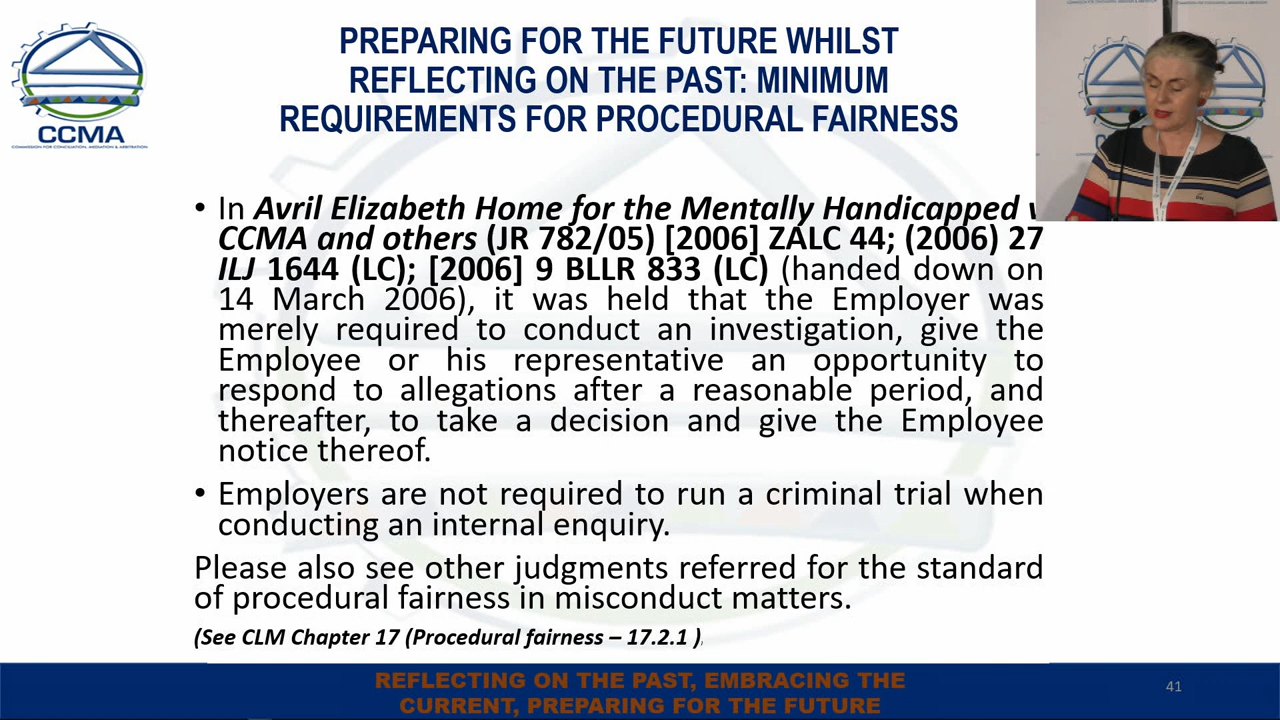 PREPARING FOR THE FUTURE WHILST
REFLECTING ON THE PAST: MINIMUM
REQUIREMENTS FOR PROCEDURAL FAIRNESS
CCMA
COMMISSION FOR CONCILIATION, MEDIATION & ARBITRATION
• In Avril Elizabeth Home for the Mentally Handicapped v
CCMA and others (JR 782/05) [2006] ZALC 44; (2006) 27
ILJ 1644 (LC); [2006] 9 BLLR 833 (LC) (handed down on
14 March 2006), it was held that the Employer was
merely required to conduct an investigation, give the
Employee or his representative an opportunity to
respond to allegations after a reasonable period, and
thereafter, to take a decision and give the Employee
notice thereof.
• Employers are not required to run a criminal trial when
conducting an internal enquiry.
Please also see other judgments referred for the standard
of procedural fairness in misconduct matters.
(See CLM Chapter 17 (Procedural fairness – 17.2.1 )
REFLECTING ON THE PAST, EMBRACING THE
CURRENT, PREPARING FOR THE FUTURE
41